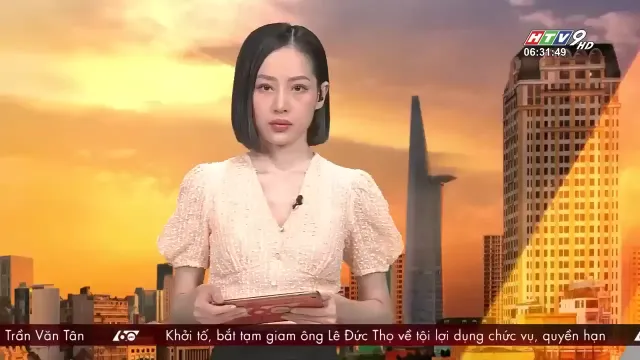 HTV9 HD
06:31:49
Trần Văn Tân 60 Khởi tố, bắt tạm giam ông Lê Đức Thọ về tội lợi dụng chức vụ, quyền hạn